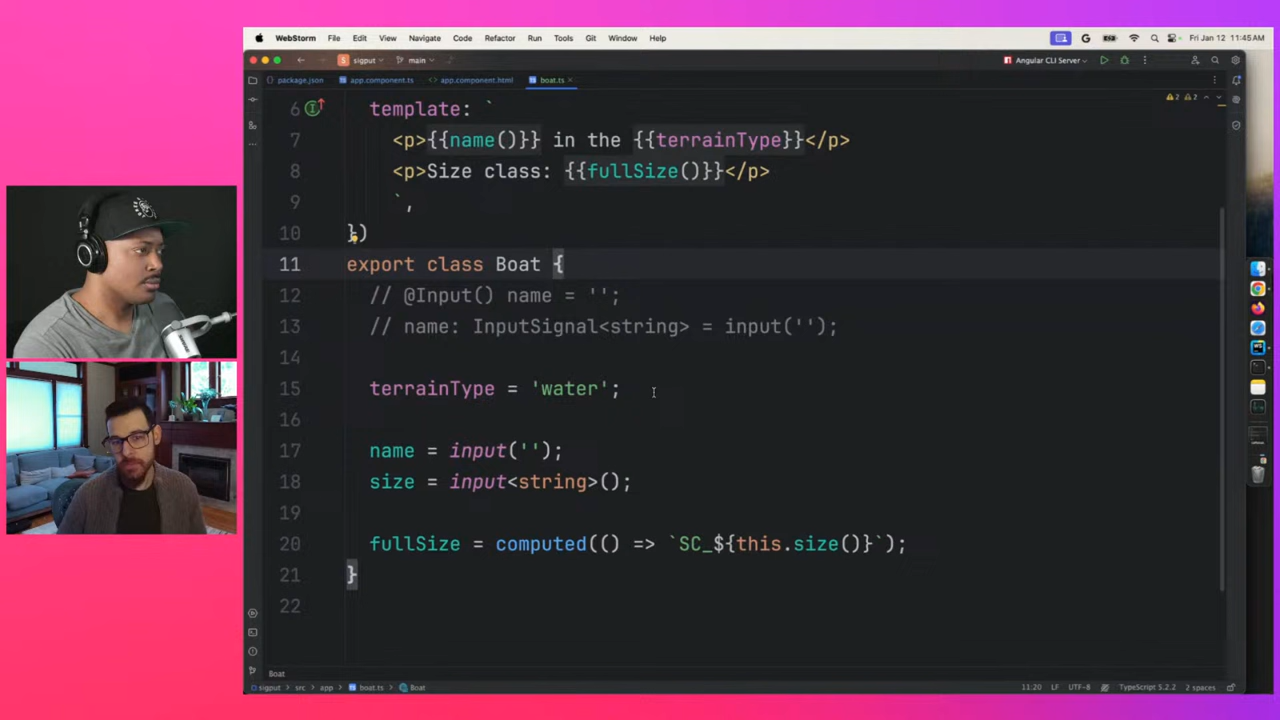 WebStorm File Edit View Navigate Code Refactor Run Tools Git Window Help Fri Jan 12 11:45 AM
sigput main Angular CLI Server
package.json app.component.ts app.component.html boat.ts
6 template: `
7 <p>{{name()}} in the {{terrainType}}</p>
8 <p>Size class: {{fullSize()}}</p>
9 `,
10 })
11 export class Boat {
12 // @Input() name = '';
13 // name: InputSignal<string> = input('');
14
15 terrainType = 'water';
16
17 name = input('');
18 size = input<string>();
19
20 fullSize = computed(() => `SC_${this.size()}`);
21 }
22
2 2
Boat
sigput > src > app > boat.ts > Boat 11:20 LF UTF-8 TypeScript 5.2.2 2 spaces